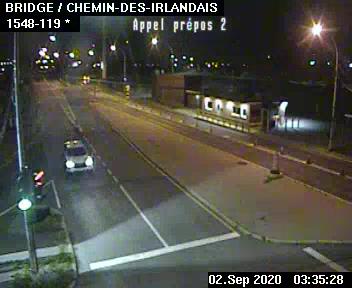 BRIDGE / CHEMIN-DES-IRLANDAIS
1548-119 *
Appel prépos 2
02.Sep 2020 03:35:28